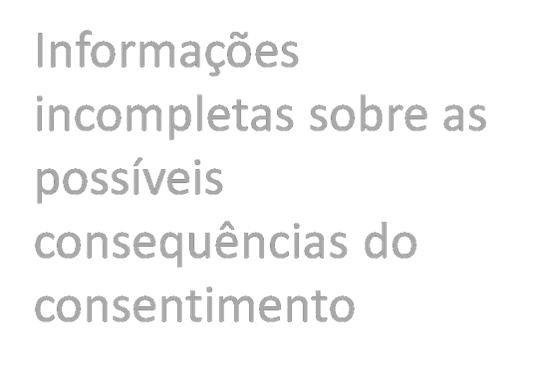 Informações
incompletas sobre as
possíveis
consequências do
consentimento